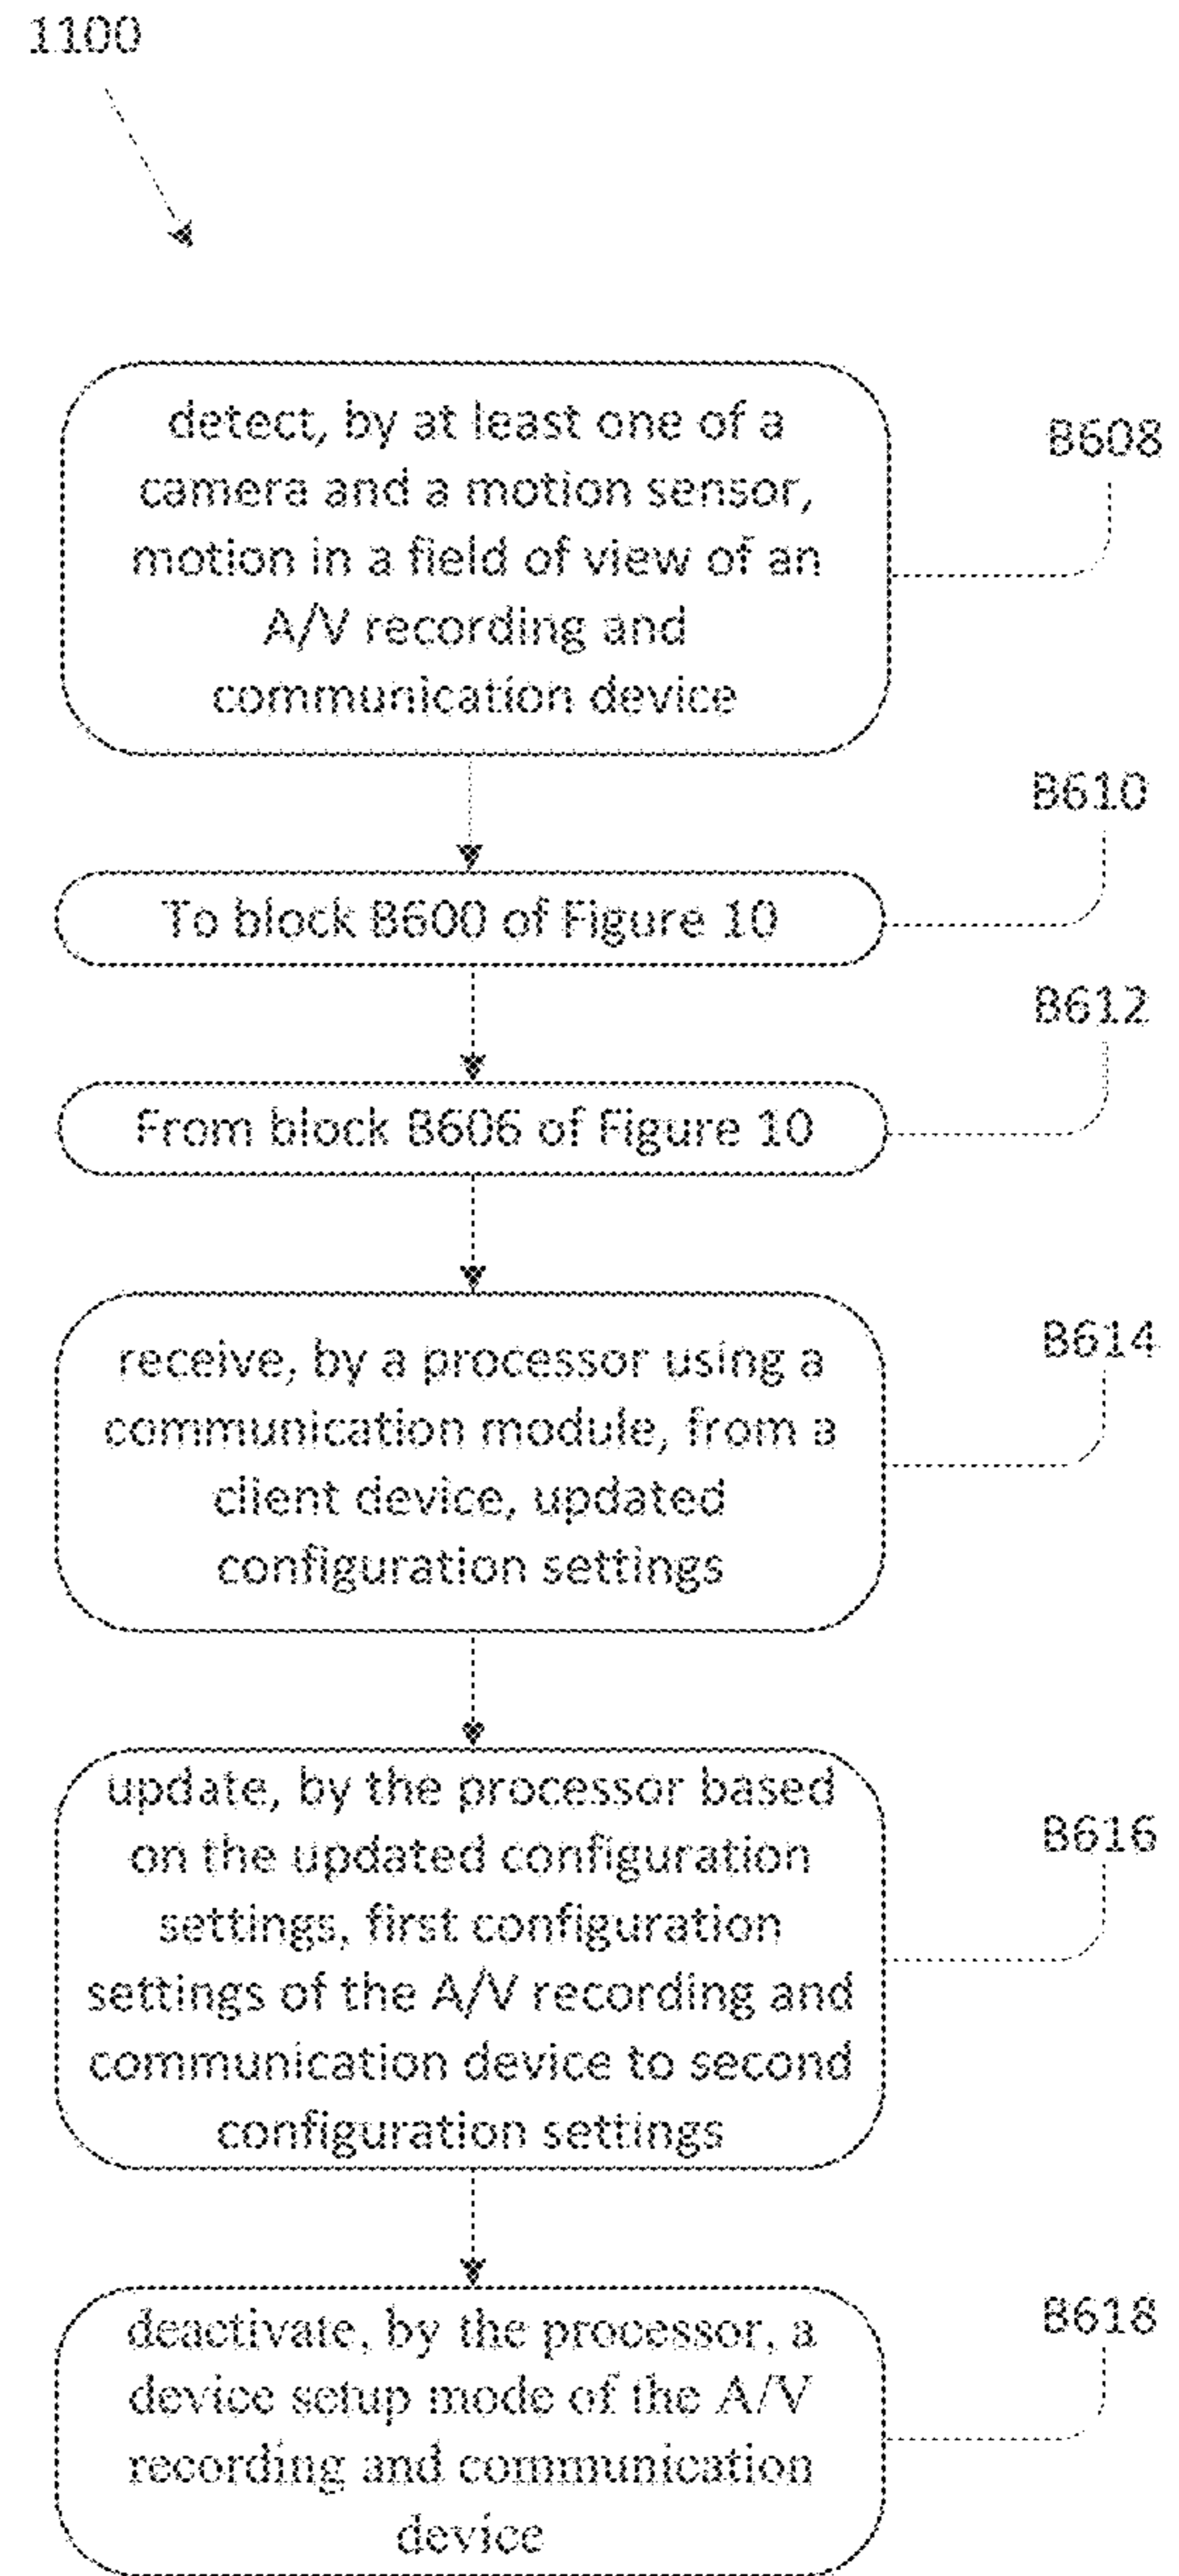 1100
detect, by at least one of a
camera and a motion sensor,
motion in a field of view of an
A/V recording and
communication device
B608
B610
To block B600 of Figure 10
B612
From block B606 of Figure 10
receive, by a processor using a
communication module, from a
client device, updated
configuration settings
B614
update, by the processor based
on the updated configuration
settings, first configuration
settings of the A/V recording and
communication device to second
configuration settings
B616
deactivate, by the processor, a
device setup mode of the A/V
recording and communication
device
B618